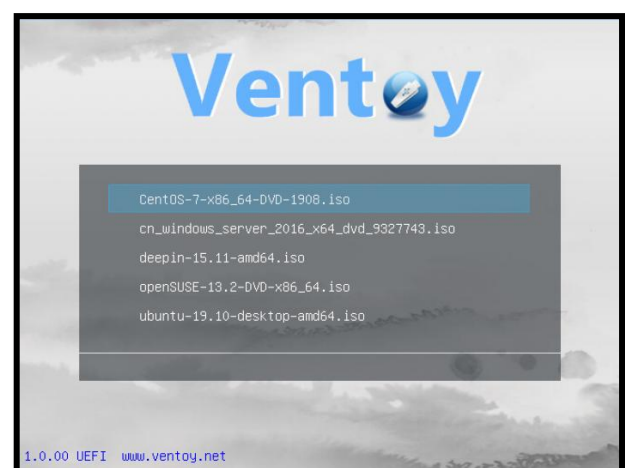 Ventoy
CentOS-7-x86_64-DVD-1908.iso
cn_windows_server_2016_x64_dvd_9327743.iso
deepin-15.11-amd64.iso
openSUSE-13.2-DVD-x86_64.iso
ubuntu-19.10-desktop-amd64.iso
1.0.00 UEFI www.ventoy.net